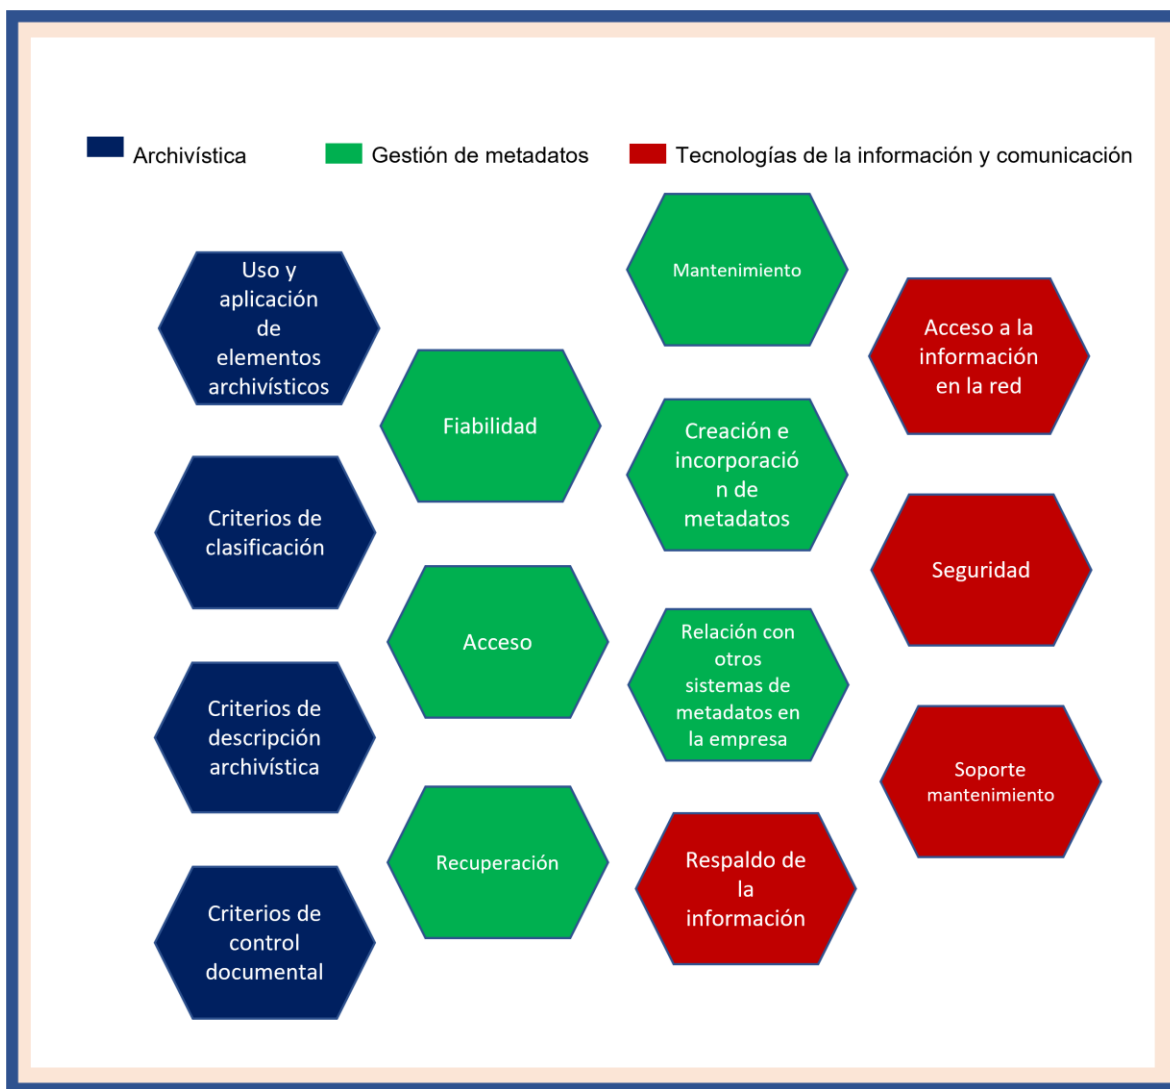 Archivística
Gestión de metadatos
Tecnologías de la información y comunicación
Uso y
aplicación
de
elementos
archivísticos
Criterios de
clasificación
Criterios de
descripción
archivística
Criterios de
control
documental
Fiabilidad
Acceso
Recuperación
Mantenimiento
Creación e
incorporació
n de
metadatos
Relación con
otros
sistemas de
metadatos en
la empresa
Respaldo de
la
información
Acceso a la
información
en la red
Seguridad
Soporte
mantenimiento